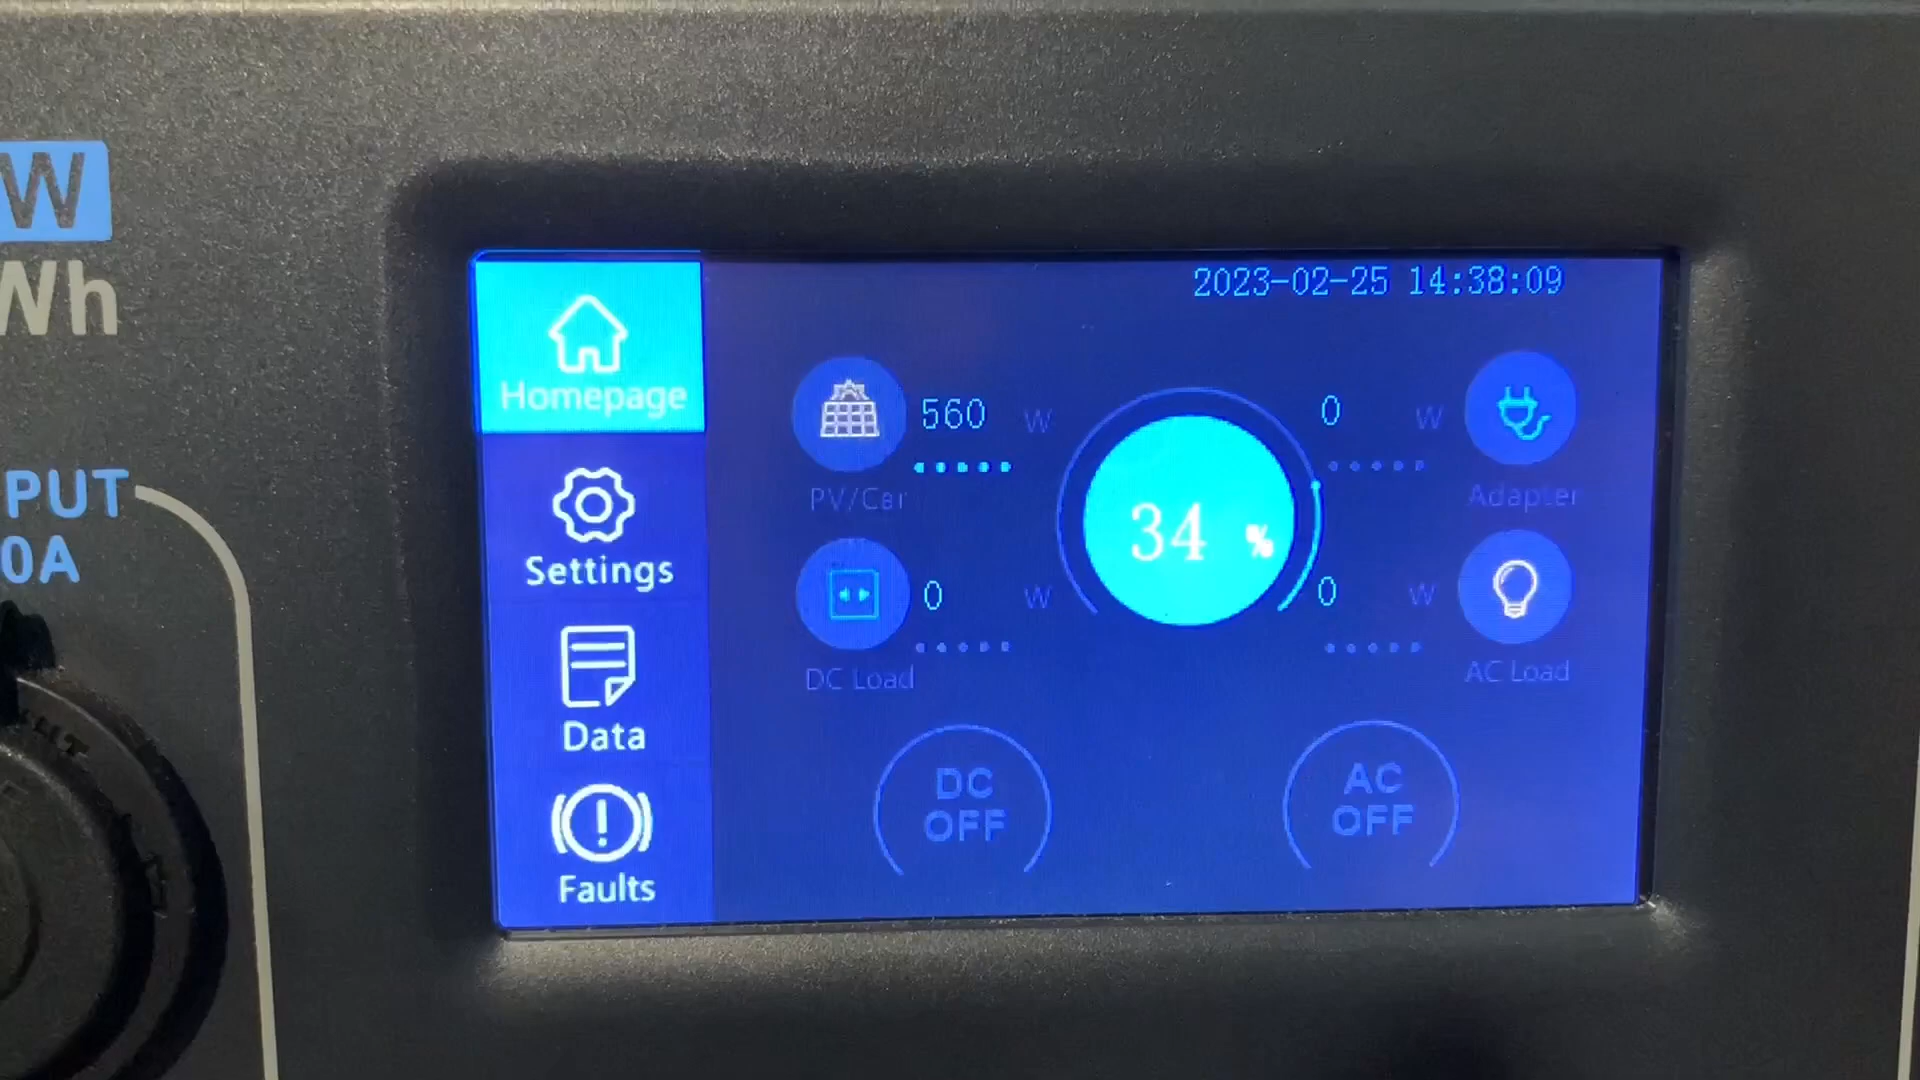 W
Wh
PUT
0A
2023-02-25 14:38:09
Homepage
Settings
Data
Faults
560 W
PV/Car
0 W
DC Load
34 %
0 W
Adapter
0 W
AC Load
DC
OFF
AC
OFF